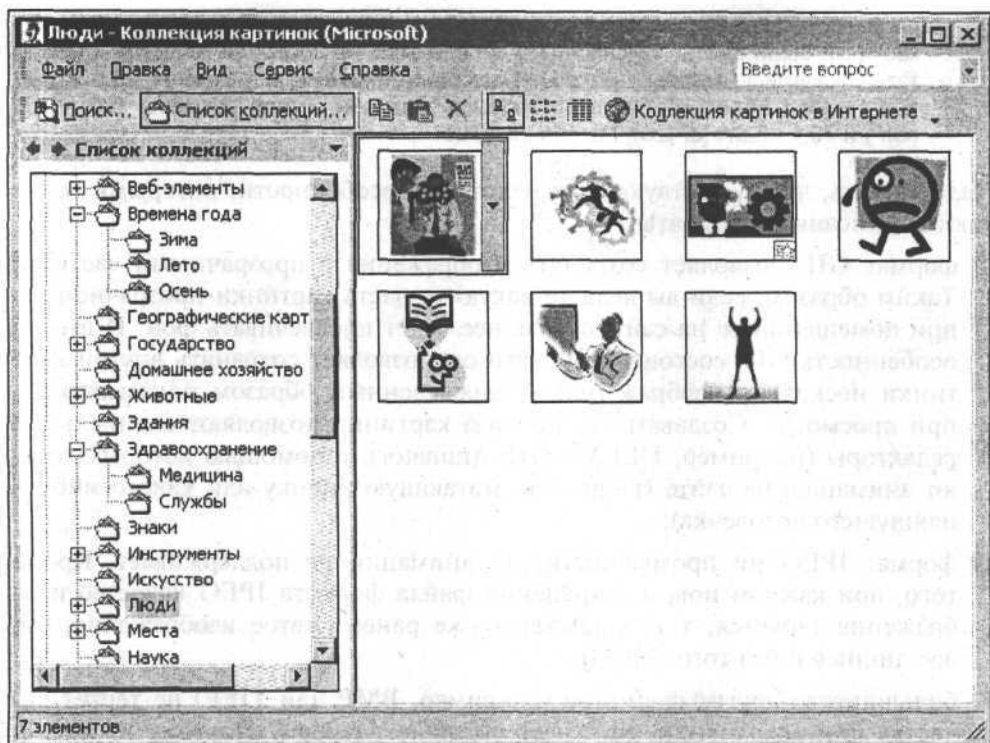 Люди - Коллекция картинок (Microsoft)
Файл Правка Вид Сервис Справка Введите вопрос
Поиск... Список коллекций... Коллекция картинок в Интернете
Список коллекций
Веб-элементы
Времена года
Зима
Лето
Осень
Географические карт
Государство
Домашнее хозяйство
Животные
Здания
Здравоохранение
Медицина
Службы
Знаки
Инструменты
Искусство
Люди
Места
Наука
7 элементов